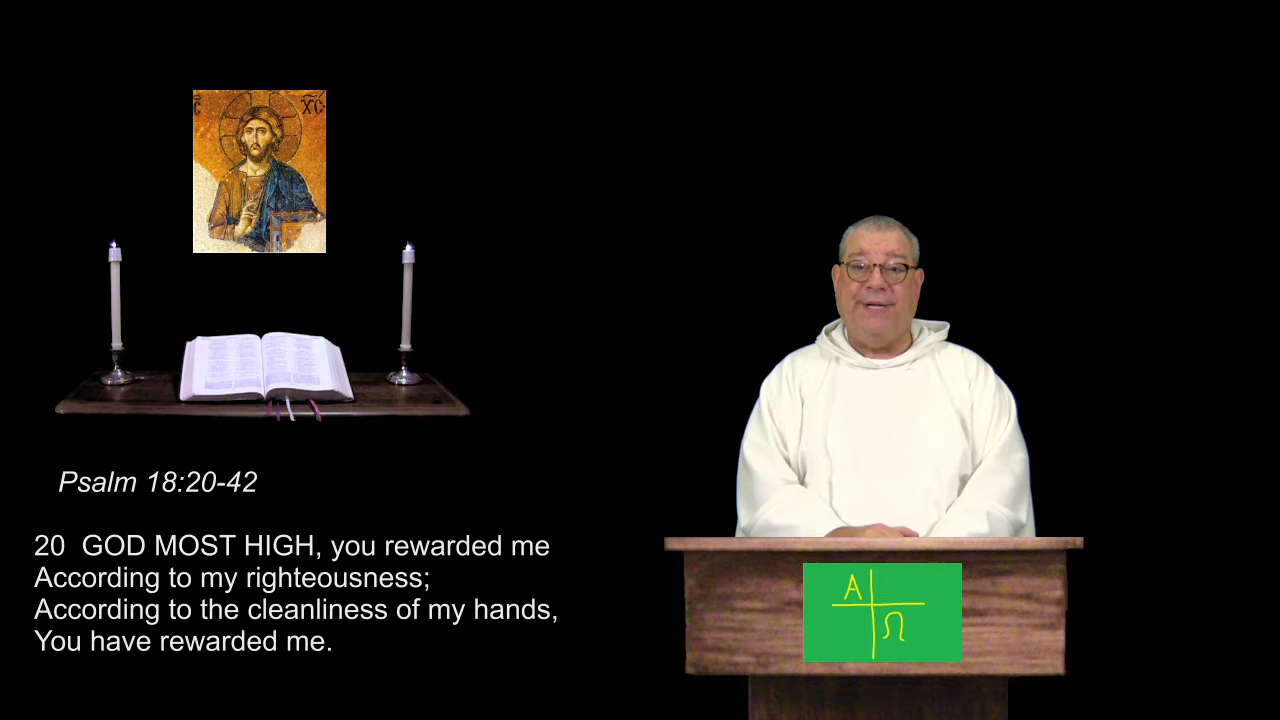 C XC
Psalm 18:20-42
20 GOD MOST HIGH, you rewarded me
According to my righteousness;
According to the cleanliness of my hands,
You have rewarded me.
Α
Ω